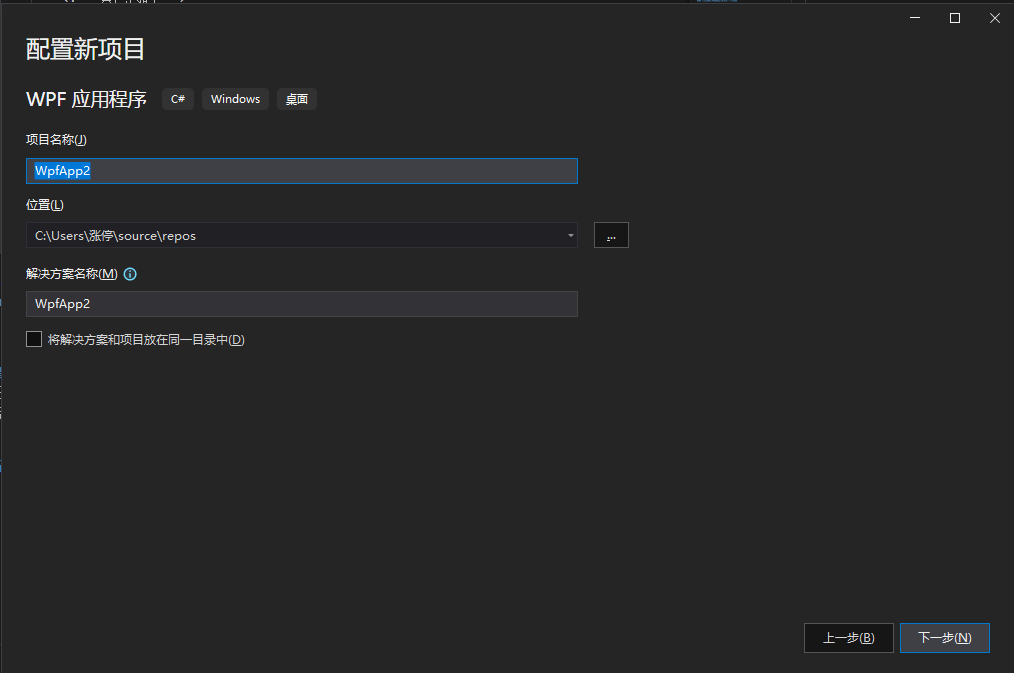 配置新项目
WPF 应用程序 C# Windows 桌面
项目名称(J)
WpfApp2
位置(L)
C:\Users\涨停\source\repos
...
解决方案名称(M)
WpfApp2
将解决方案和项目放在同一目录中(D)
上一步(B) 下一步(N)